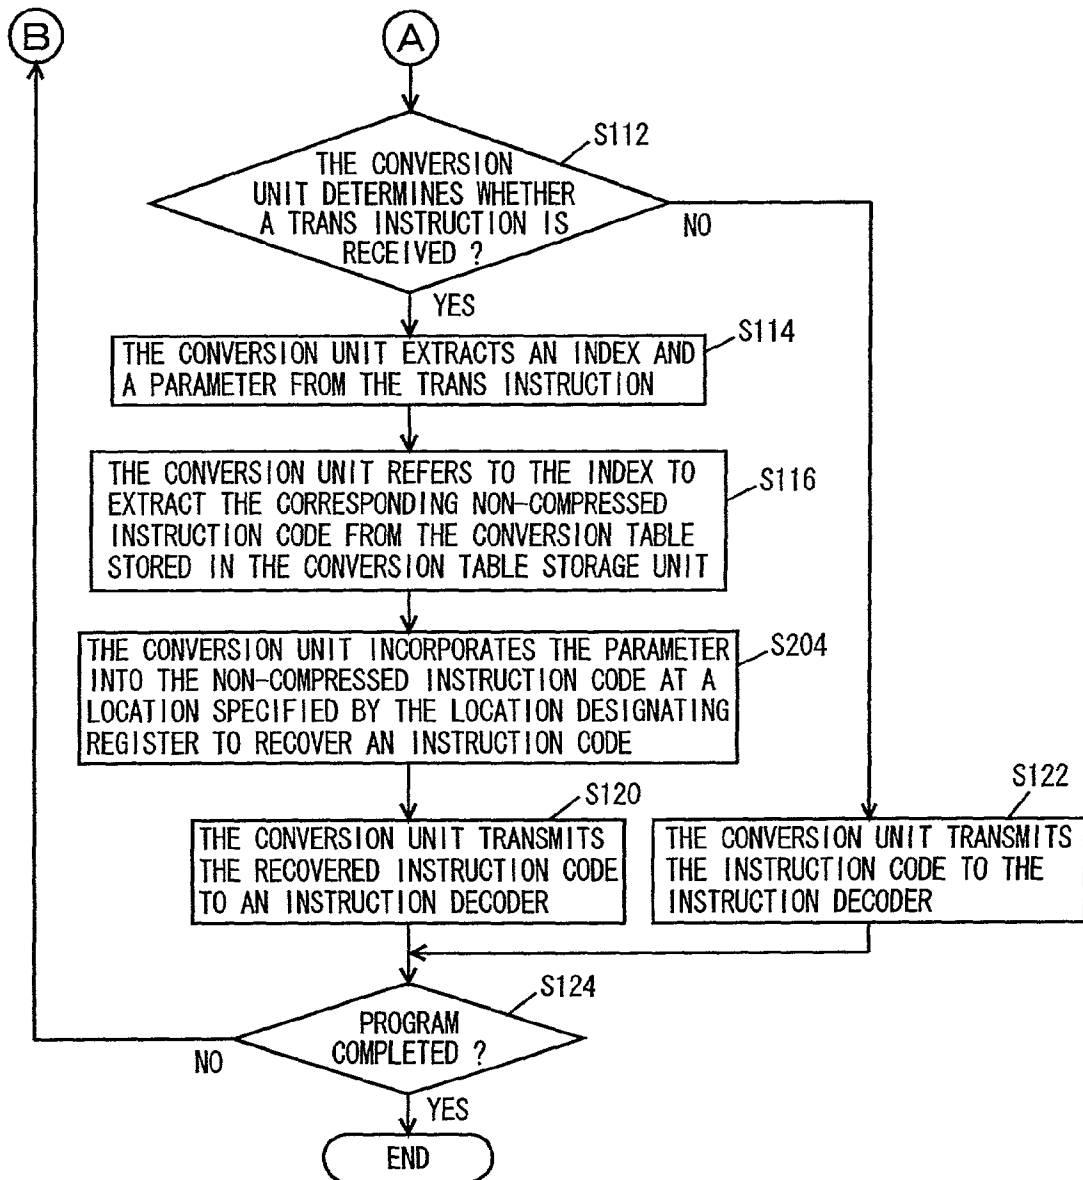 B
A
S112
THE CONVERSION
UNIT DETERMINES WHETHER
A TRANS INSTRUCTION IS
RECEIVED ?
NO
YES
S114
THE CONVERSION UNIT EXTRACTS AN INDEX AND
A PARAMETER FROM THE TRANS INSTRUCTION
S116
THE CONVERSION UNIT REFERS TO THE INDEX TO
EXTRACT THE CORRESPONDING NON-COMPRESSED
INSTRUCTION CODE FROM THE CONVERSION TABLE
STORED IN THE CONVERSION TABLE STORAGE UNIT
S204
THE CONVERSION UNIT INCORPORATES THE PARAMETER
INTO THE NON-COMPRESSED INSTRUCTION CODE AT A
LOCATION SPECIFIED BY THE LOCATION DESIGNATING
REGISTER TO RECOVER AN INSTRUCTION CODE
S120
THE CONVERSION UNIT TRANSMITS
THE RECOVERED INSTRUCTION CODE
TO AN INSTRUCTION DECODER
S122
THE CONVERSION UNIT TRANSMITS
THE INSTRUCTION CODE TO THE
INSTRUCTION DECODER
S124
PROGRAM
COMPLETED ?
NO
YES
END